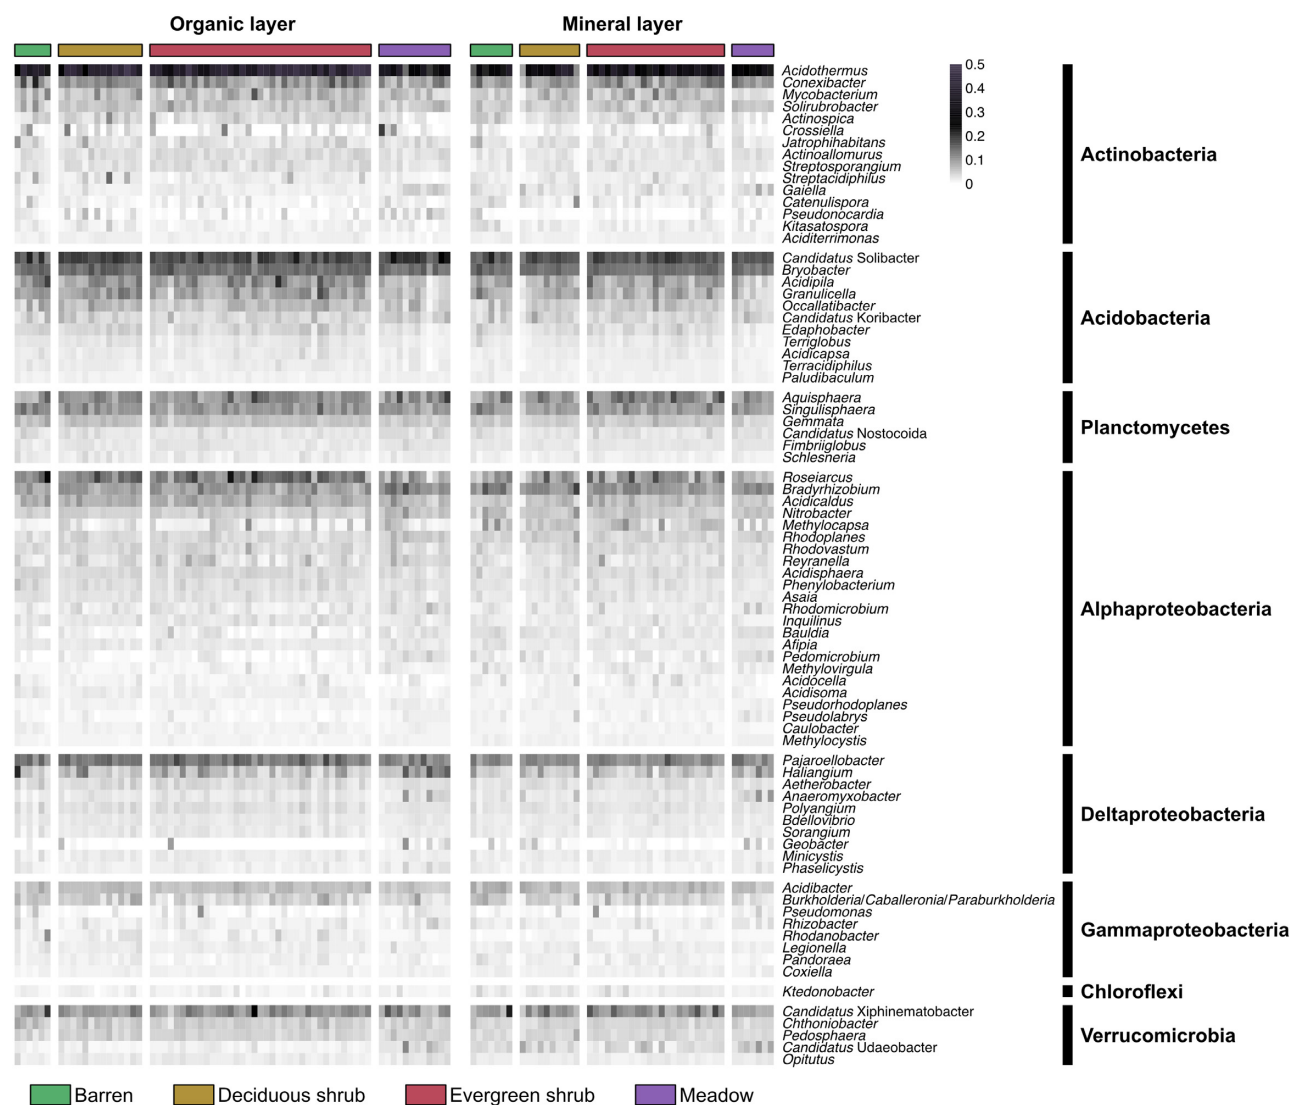 Organic layer
Mineral layer
0.5
0.4
0.3
0.2
0.1
0
Acidothermus
Conexibacter
Mycobacterium
Solirubrobacter
Actinospica
Crossiella
Jatrophihabitans
Actinoallomurus
Streptosporangium
Streptacidiphilus
Gaiella
Catenulispora
Pseudonocardia
Kitasatospora
Aciditerrimonas
Actinobacteria
Candidatus Solibacter
Bryobacter
Acidipila
Granulicella
Occallatibacter
Candidatus Koribacter
Edaphobacter
Terriglobus
Acidicapsa
Terracidiphilus
Paludibaculum
Acidobacteria
Aquisphaera
Singulisphaera
Gemmata
Candidatus Nostocoida
Fimbriiglobus
Schlesneria
Planctomycetes
Roseiarcus
Bradyrhizobium
Acidicaldus
Nitrobacter
Methylocapsa
Rhodoplanes
Rhodovastum
Reyranella
Acidisphaera
Phenylobacterium
Asaia
Rhodomicrobium
Inquilinus
Bauldia
Afipia
Pedomicrobium
Methylovirgula
Acidocella
Acidisoma
Pseudorhodoplanes
Pseudolabrys
Caulobacter
Methylocystis
Alphaproteobacteria
Pajaroellobacter
Haliangium
Aetherobacter
Anaeromyxobacter
Polyangium
Bdellovibrio
Sorangium
Geobacter
Minicystis
Phaselicystis
Deltaproteobacteria
Acidibacter
Burkholderia/Caballeronia/Paraburkholderia
Pseudomonas
Rhizobacter
Rhodanobacter
Legionella
Pandoraea
Coxiella
Gammaproteobacteria
Ktedonobacter
Chloroflexi
Candidatus Xiphinematobacter
Chthoniobacter
Pedosphaera
Candidatus Udaeobacter
Opitutus
Verrucomicrobia
Barren
Deciduous shrub
Evergreen shrub
Meadow